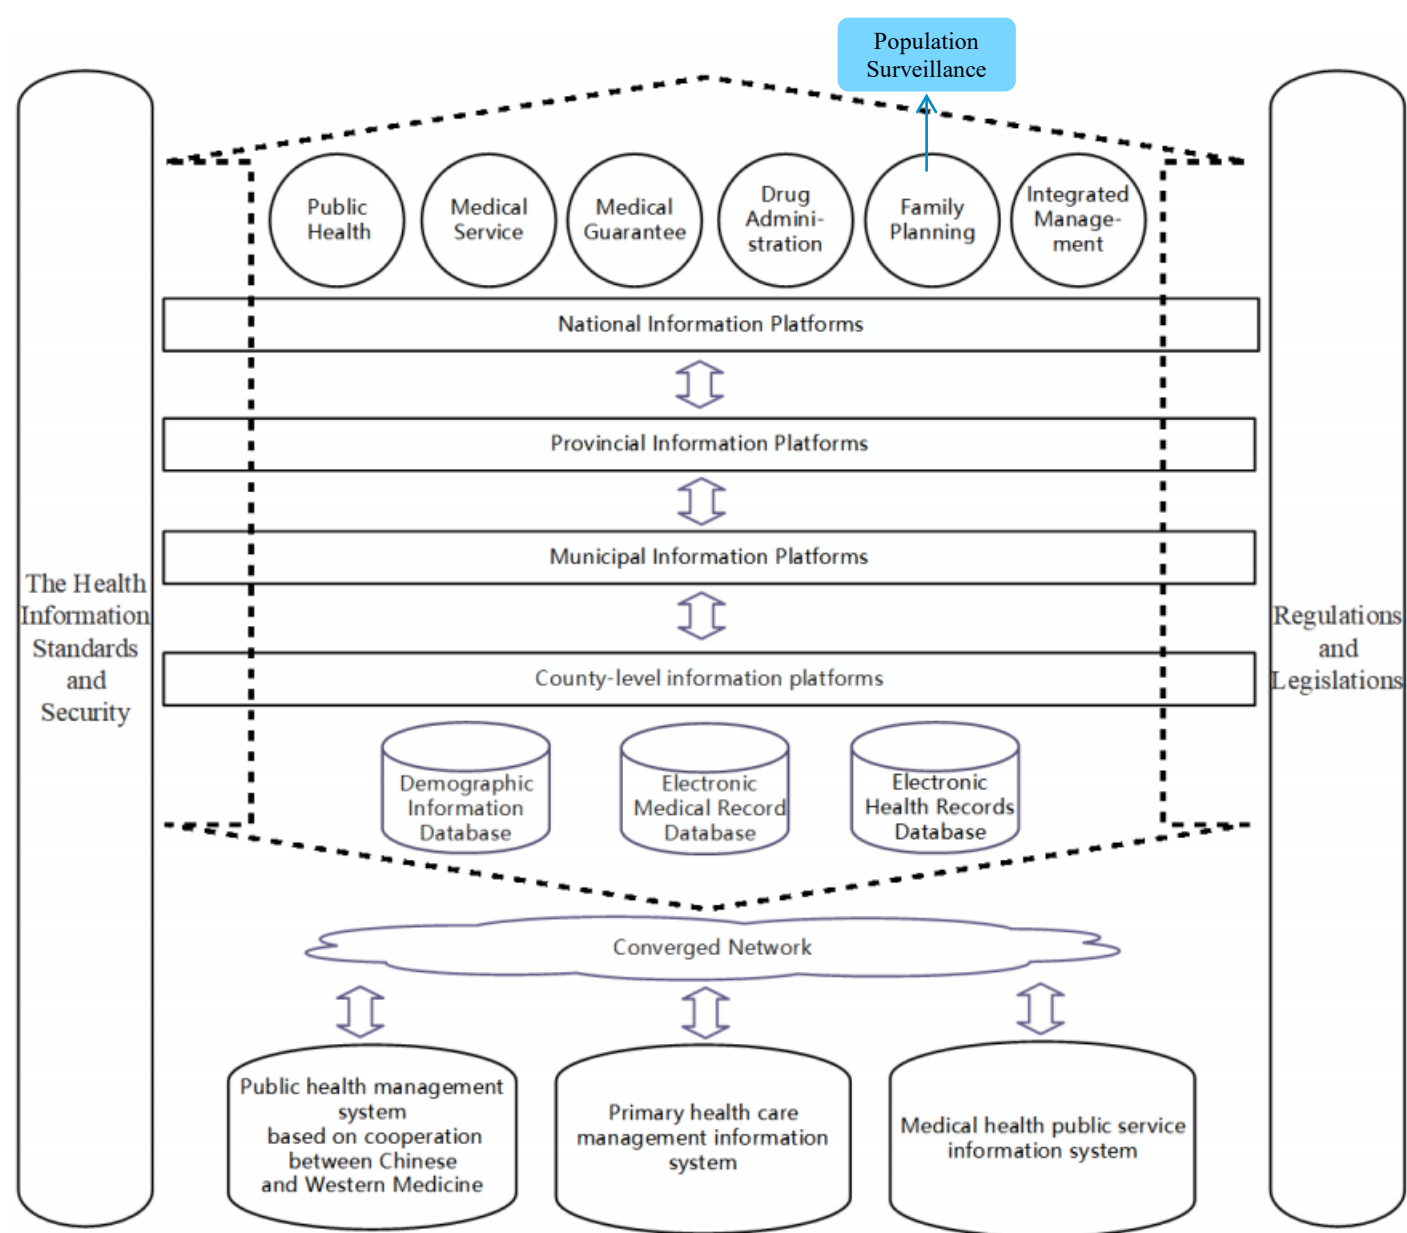 Population
Surveillance
Public
Health
Medical
Service
Medical
Guarantee
Drug
Admini-
stration
Family
Planning
Integrated
Manage-
ment
National Information Platforms
Provincial Information Platforms
Municipal Information Platforms
County-level information platforms
The Health
Information
Standards
and
Security
Regulations
and
Legislations
Demographic
Information
Database
Electronic
Medical Record
Database
Electronic
Health Records
Database
Converged Network
Public health management
system
based on cooperation
between Chinese
and Western Medicine
Primary health care
management information
system
Medical health public service
information system